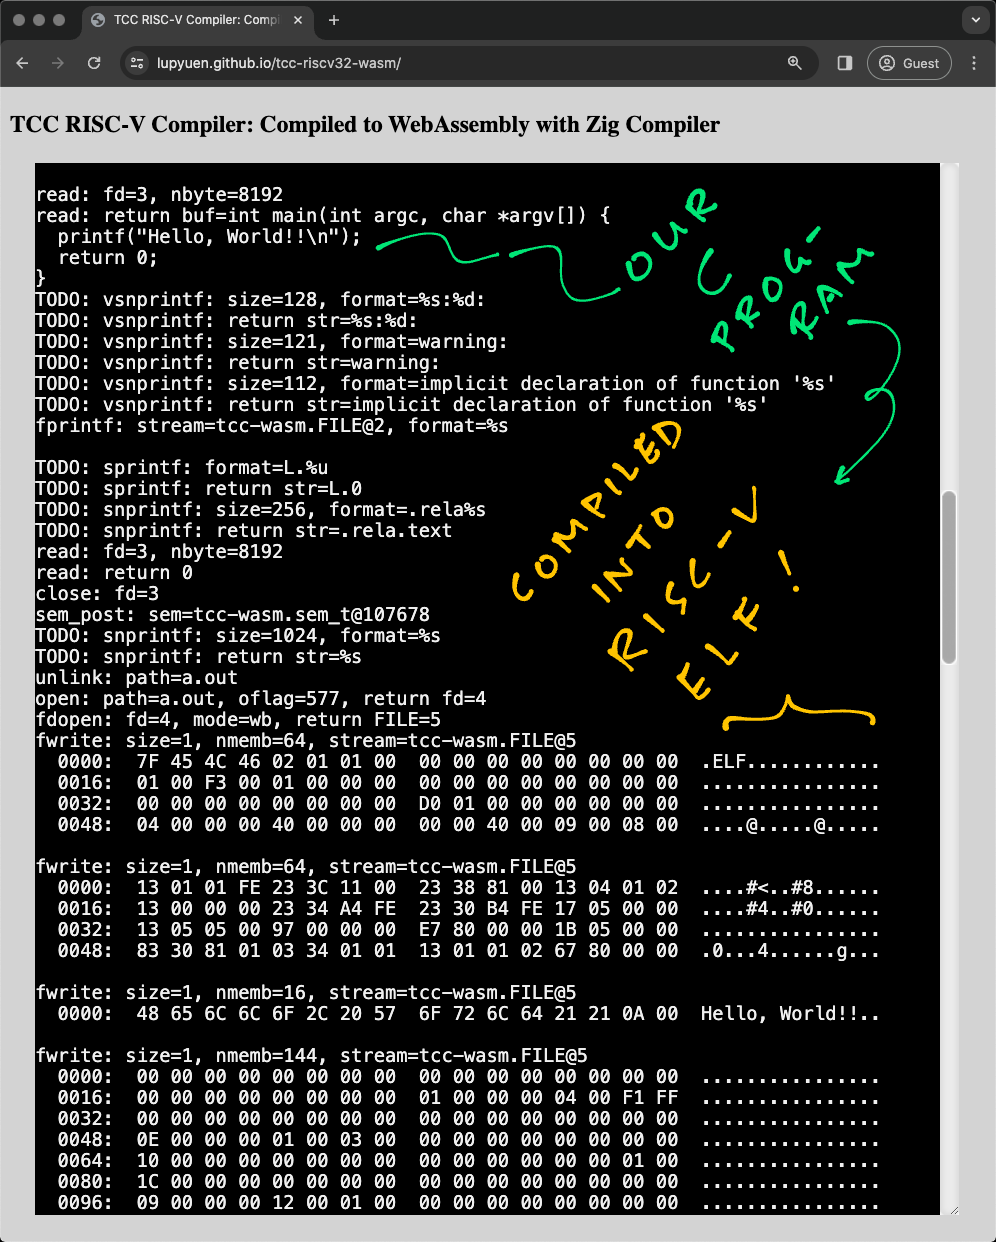 TCC RISC-V Compiler: Comp
lupyuen.github.io/tcc-riscv32-wasm/
Guest
TCC RISC-V Compiler: Compiled to WebAssembly with Zig Compiler
read: fd=3, nbyte=8192
read: return buf=int main(int argc, char *argv[]) {
  printf("Hello, World!!\n");
  return 0;
}
OUR
C
PROG-
RAM
TODO: vsnprintf: size=128, format=%s:%d:
TODO: vsnprintf: return str=%s:%d:
TODO: vsnprintf: size=121, format=warning:
TODO: vsnprintf: return str=warning:
TODO: vsnprintf: size=112, format=implicit declaration of function '%s'
TODO: vsnprintf: return str=implicit declaration of function '%s'
fprintf: stream=tcc-wasm.FILE@2, format=%s
COMPILED
INTO
RISC-V
ELF!
TODO: sprintf: format=L.%u
TODO: sprintf: return str=L.0
TODO: snprintf: size=256, format=.rela%s
TODO: snprintf: return str=.rela.text
read: fd=3, nbyte=8192
read: return 0
close: fd=3
sem_post: sem=tcc-wasm.sem_t@107678
TODO: snprintf: size=1024, format=%s
TODO: snprintf: return str=%s
unlink: path=a.out
open: path=a.out, oflag=577, return fd=4
fdopen: fd=4, mode=wb, return FILE=5
fwrite: size=1, nmemb=64, stream=tcc-wasm.FILE@5
  0000:  7F 45 4C 46 02 01 01 00  00 00 00 00 00 00 00 00  .ELF............
  0016:  01 00 F3 00 01 00 00 00  00 00 00 00 00 00 00 00  ................
  0032:  00 00 00 00 00 00 00 00  D0 01 00 00 00 00 00 00  ................
  0048:  04 00 00 00 40 00 00 00  00 00 40 00 09 00 08 00  ....@.....@.....
fwrite: size=1, nmemb=64, stream=tcc-wasm.FILE@5
  0000:  13 01 01 FE 23 3C 11 00  23 38 81 00 13 04 01 02  ....#<..#8......
  0016:  13 00 00 00 23 34 A4 FE  23 30 B4 FE 17 05 00 00  ....#4..#0......
  0032:  13 05 05 00 97 00 00 00  E7 80 00 00 1B 05 00 00  ................
  0048:  83 30 81 01 03 34 01 01  13 01 01 02 67 80 00 00  .0...4......g...
fwrite: size=1, nmemb=16, stream=tcc-wasm.FILE@5
  0000:  48 65 6C 6C 6F 2C 20 57  6F 72 6C 64 21 21 0A 00  Hello, World!!..
fwrite: size=1, nmemb=144, stream=tcc-wasm.FILE@5
  0000:  00 00 00 00 00 00 00 00  00 00 00 00 00 00 00 00  ................
  0016:  00 00 00 00 00 00 00 00  01 00 00 00 04 00 F1 FF  ................
  0032:  00 00 00 00 00 00 00 00  00 00 00 00 00 00 00 00  ................
  0048:  0E 00 00 00 01 00 03 00  00 00 00 00 00 00 00 00  ................
  0064:  10 00 00 00 00 00 00 00  00 00 00 00 00 00 01 00  ................
  0080:  1C 00 00 00 00 00 00 00  00 00 00 00 00 00 00 00  ................
  0096:  09 00 00 00 12 00 01 00  00 00 00 00 00 00 00 00  ................